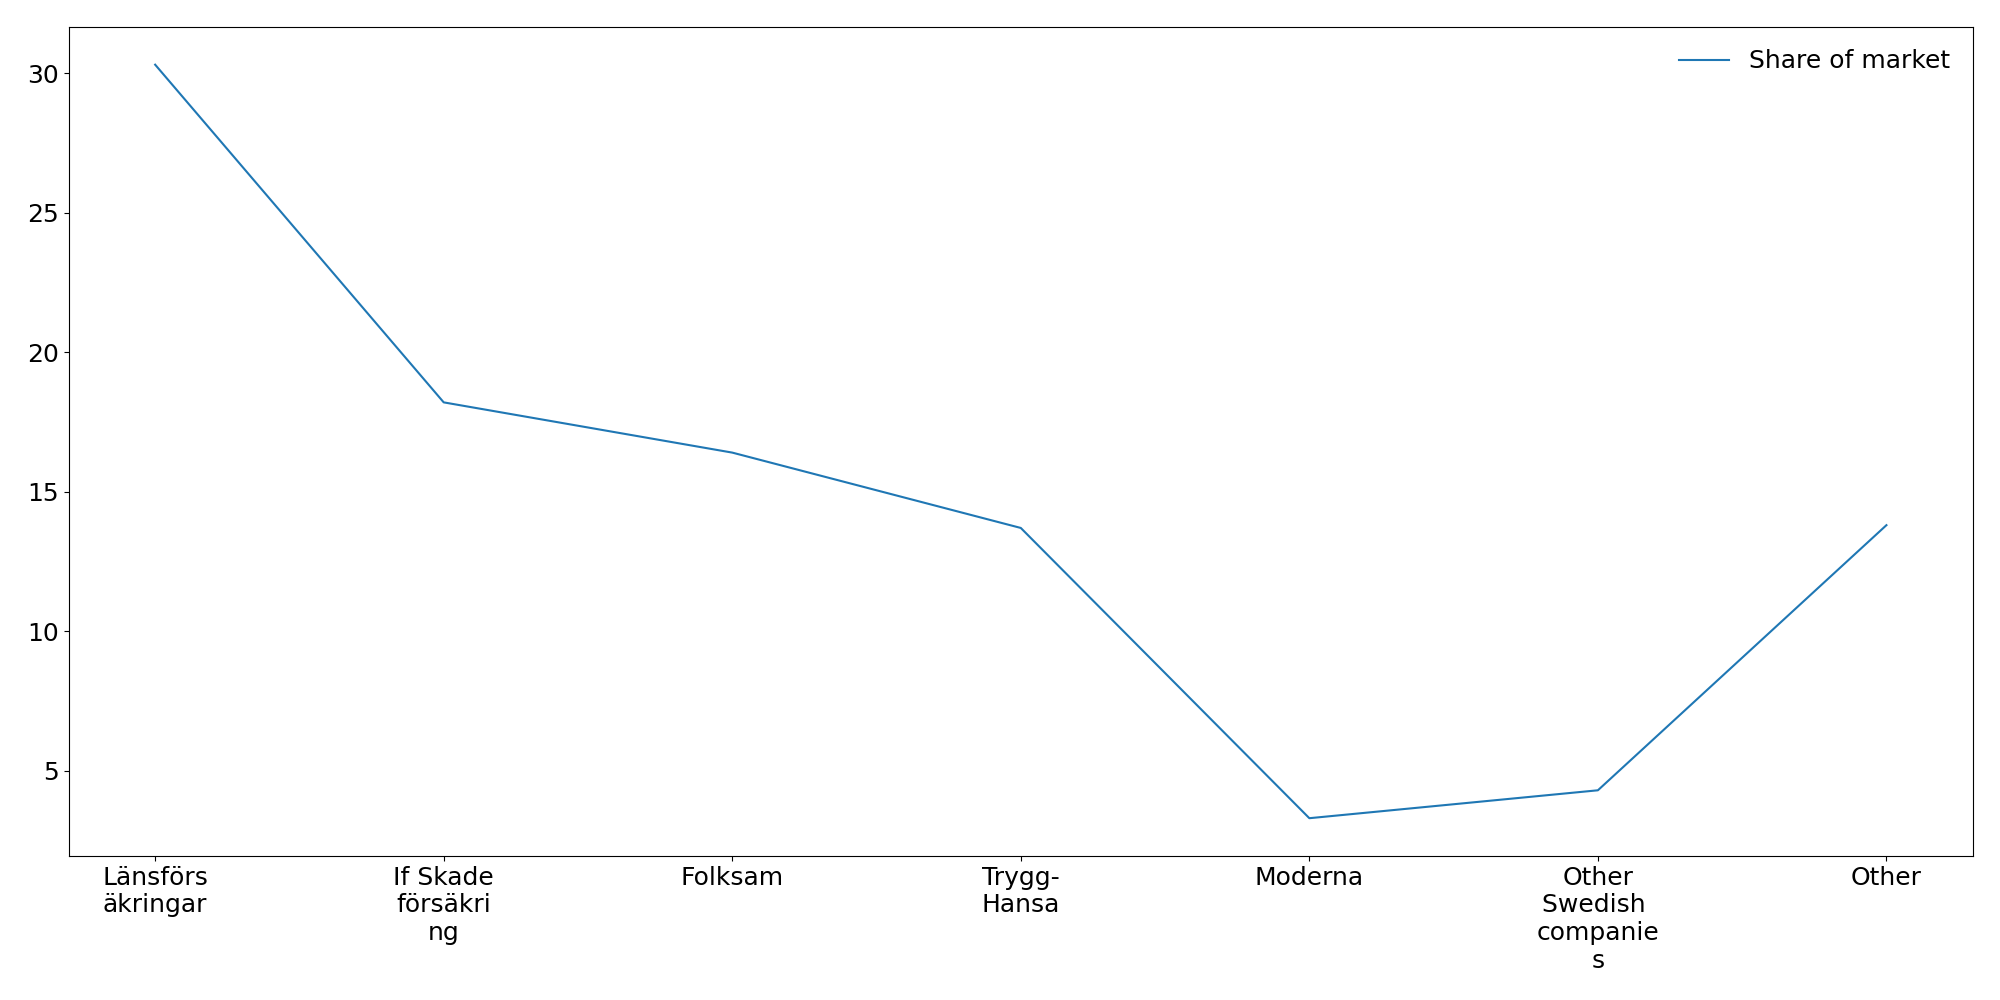 Share of market
30
25
20
15
10
5
Länsförs
äkringar
If Skade
försäkri
ng
Folksam
Trygg-
Hansa
Moderna
Other
Swedish
companie
s
Other